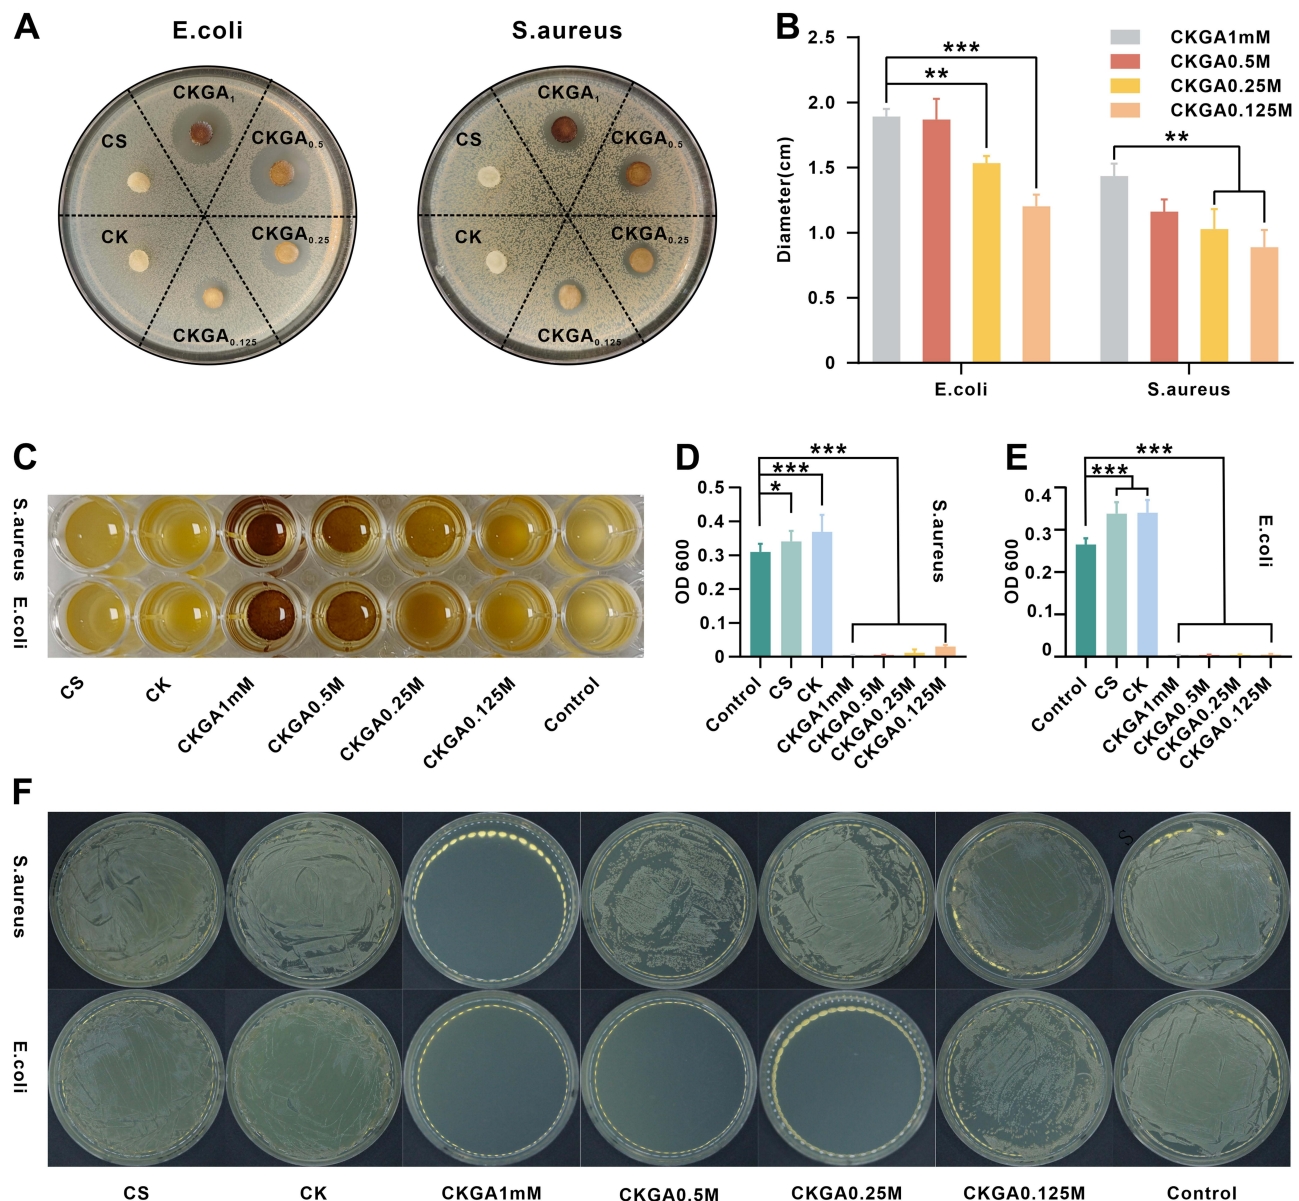 A
E.coli
S.aureus
CKGA1
CS
CKGA0.5
CK
CKGA0.25
CKGA0.125
CKGA1
CS
CKGA0.5
CK
CKGA0.25
CKGA0.125
B
2.5
2.0
1.5
1.0
0.5
0
Diameter(cm)
***
**
**
CKGA1mM
CKGA0.5M
CKGA0.25M
CKGA0.125M
E.coli
S.aureus
C
S.aureus
E.coli
CS
CK
CKGA1mM
CKGA0.5M
CKGA0.25M
CKGA0.125M
Control
D
***
***
*
0.5
0.4
0.3
0.2
0.1
0
OD 600
S.aureus
Control
CS
CK
CKGA1mM
CKGA0.5M
CKGA0.25M
CKGA0.125M
E
***
***
0.4
0.3
0.2
0.1
0
OD 600
E.coli
Control
CS
CK
CKGA1mM
CKGA0.5M
CKGA0.25M
CKGA0.125M
F
S.aureus
S
E.coli
CS
CK
CKGA1mM
CKGA0.5M
CKGA0.25M
CKGA0.125M
Control